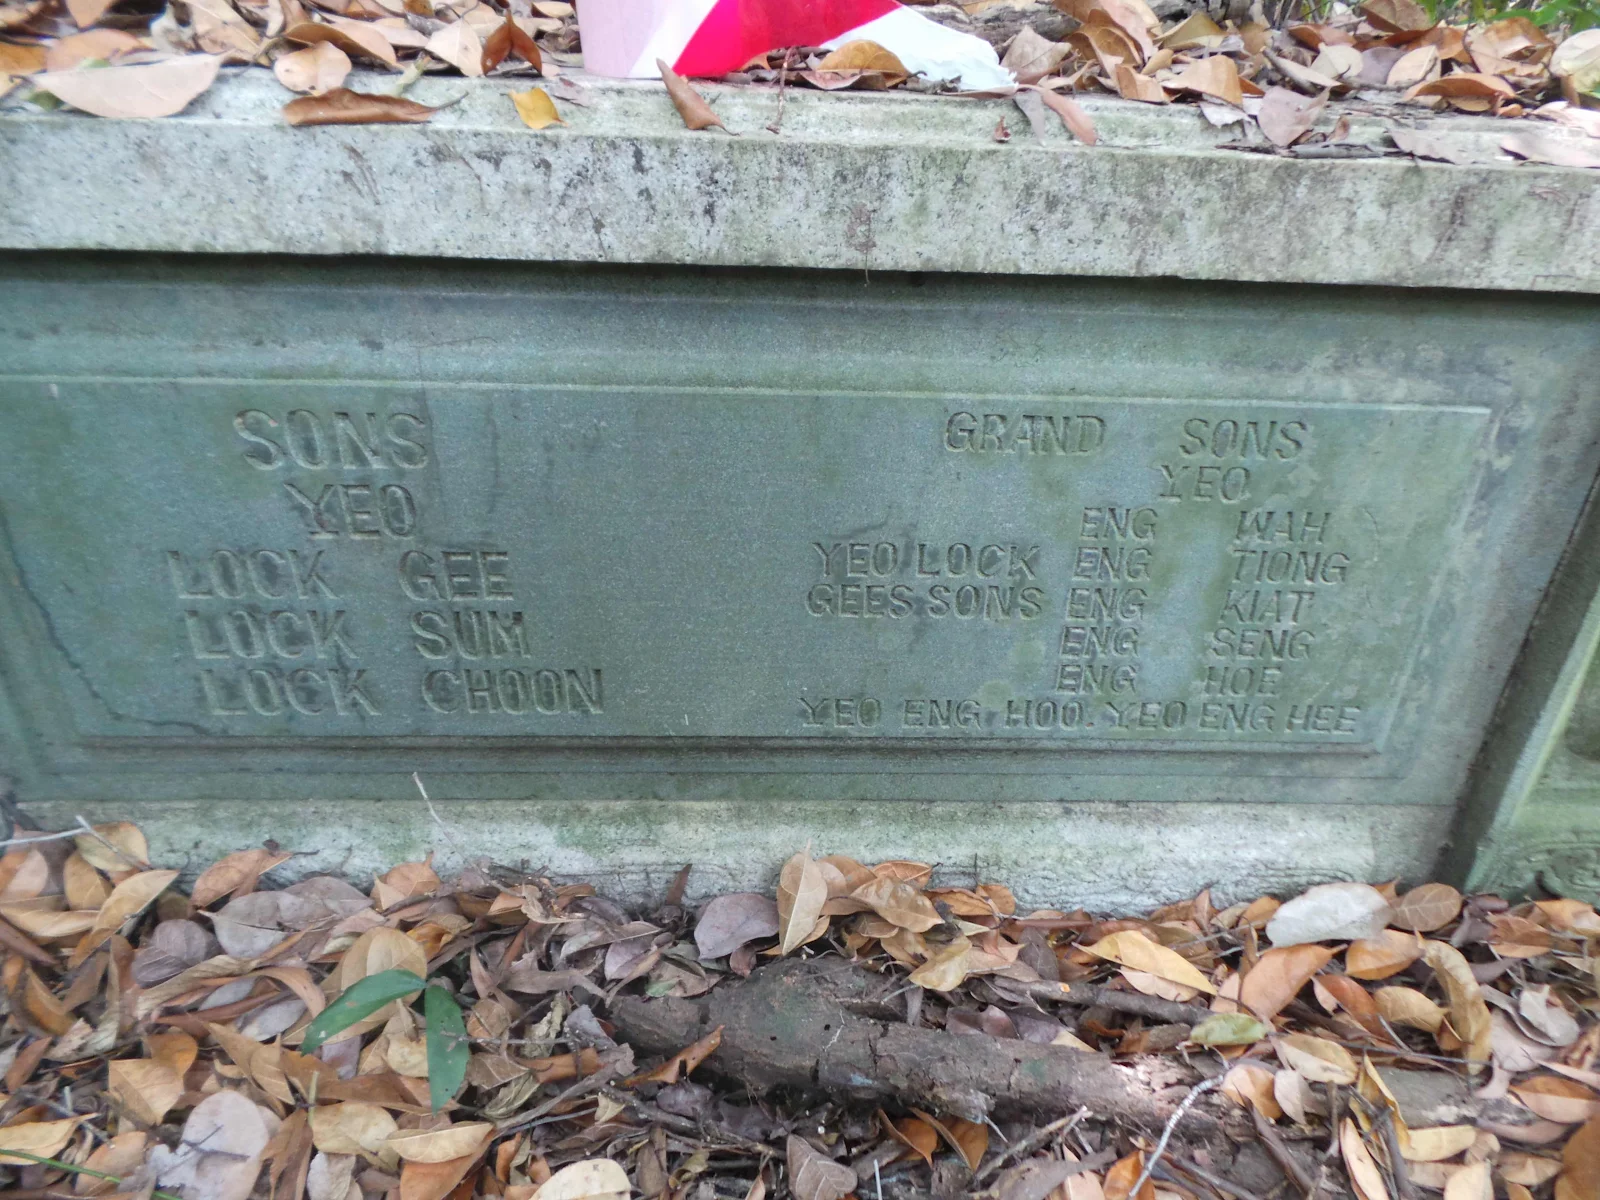 SONS
YEO
LOCK GEE
LOCK SUM
LOCK CHOON
GRAND SONS
YEO
ENG WAH
YEO LOCK ENG TIONG
GEES SONS ENG KIAT
ENG SENG
ENG HOE
YEO ENG HOO. YEO ENG HEE